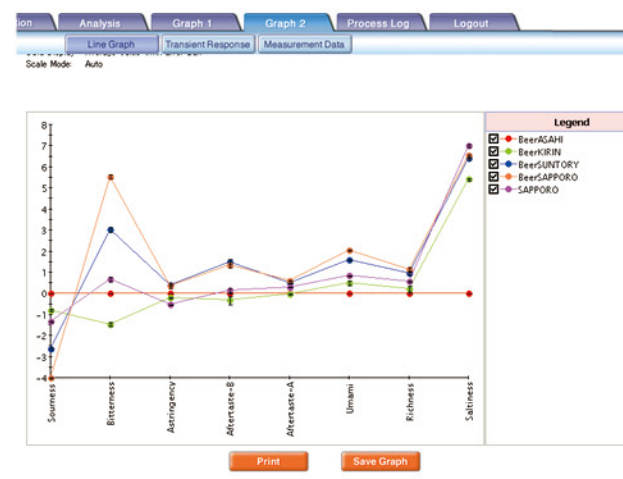 ion Analysis Graph 1 Graph 2 Process Log Logout
Line Graph Transient Response Measurement Data
Scale Mode: Auto
Legend
BeerASAHI
BeerKIRIN
BeerSUNTORY
BeerSAPPORO
SAPPORO
8
7
6
5
4
3
2
1
0
-1
-2
-3
-4
Sourness
Bitterness
Astringency
Aftertaste-B
Aftertaste-A
Umami
Richness
Saltiness
Print Save Graph